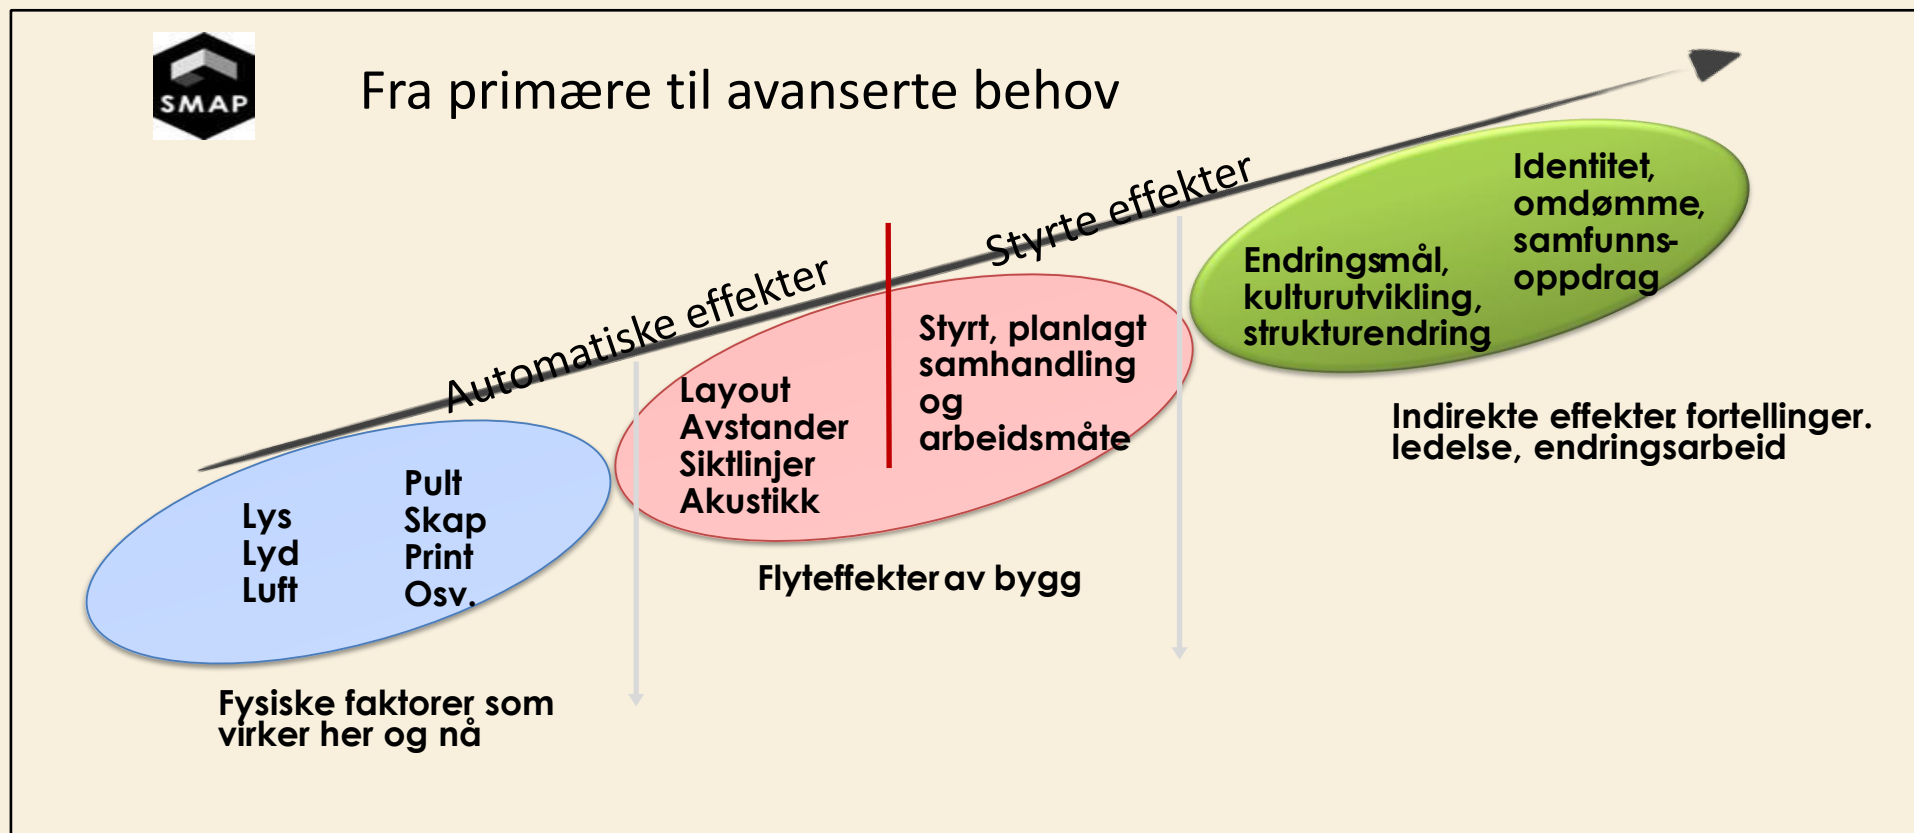 SMAP
Fra primære til avanserte behov
Automatiske effekter
Styrte effekter
Lys
Lyd
Luft
Pult
Skap
Print
Osv.
Fysiske faktorer som
virker her og nå
Layout
Avstander
Siktlinjer
Akustikk
Styrt, planlagt
samhandling
og
arbeidsmåte
Flyteffekter av bygg
Endringsmål,
kulturutvikling,
strukturendring
Identitet,
omdømme,
samfunns-
oppdrag
Indirekte effekter: fortellinger.
ledelse, endringsarbeid